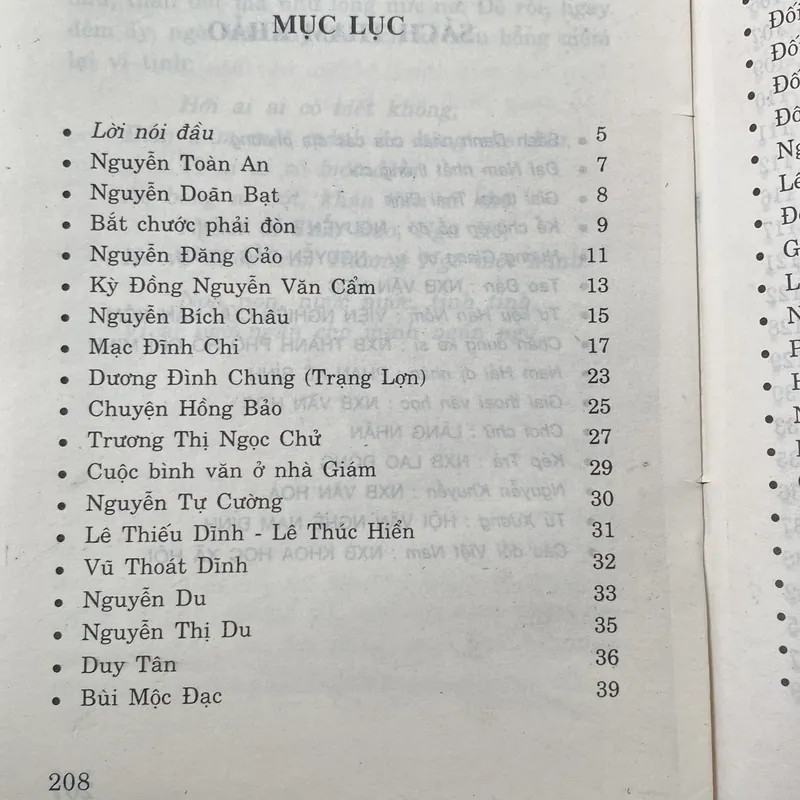 MỤC LỤC
• Lời nói đầu 5
• Nguyễn Toàn An 7
• Nguyễn Doãn Bạt 8
• Bắt chước phải đòn 9
• Nguyễn Đăng Cảo 11
• Kỳ Đồng Nguyễn Văn Cẩm 13
• Nguyễn Bích Châu 15
• Mạc Đĩnh Chi 17
• Dương Đình Chung (Trạng Lợn) 23
• Chuyện Hồng Bảo 25
• Trương Thị Ngọc Chử 27
• Cuộc bình văn ở nhà Giám 29
• Nguyễn Tự Cường 30
• Lê Thiếu Dĩnh - Lê Thúc Hiển 31
• Vũ Thoát Dĩnh 32
• Nguyễn Du 33
• Nguyễn Thị Du 35
• Duy Tân 36
• Bùi Mộc Đạc 39
208